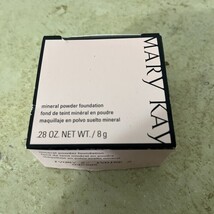 MARY KAY
mineral powder foundation
fond de teint minéral en poudre
maquillaje en polvo suelto mineral
.28 OZ. NET WT. / 8 g